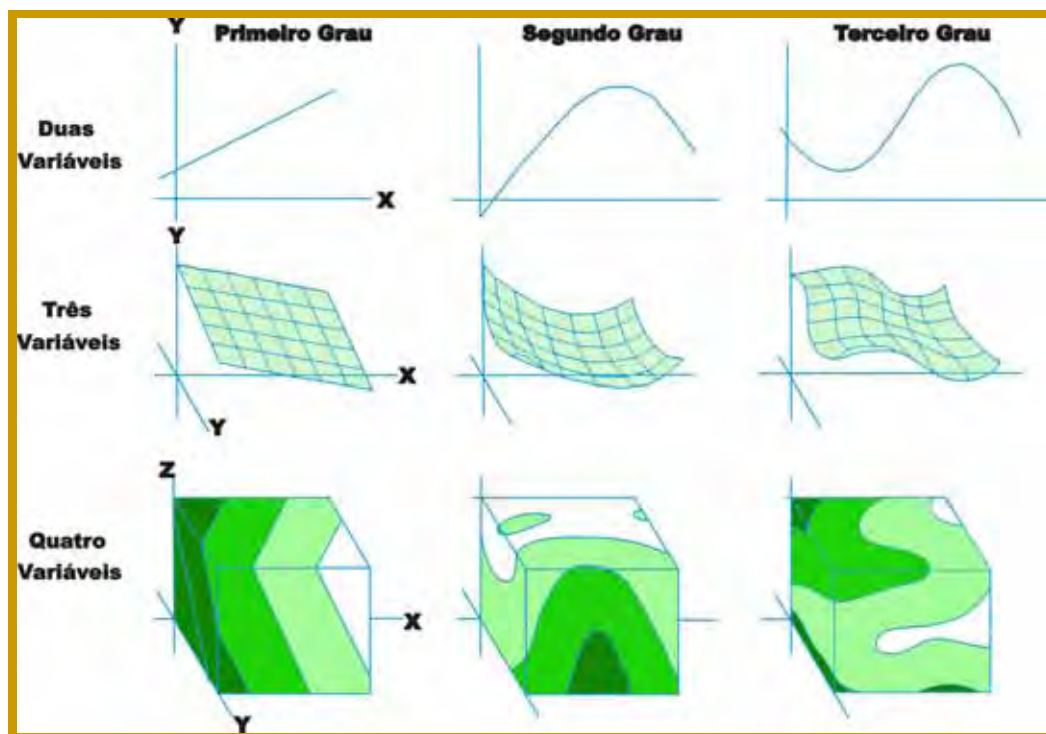 Y
Primeiro Grau
Segundo Grau
Terceiro Grau
Duas
Variáveis
X
Y
Três
Variáveis
X
Y
Z
Quatro
Variáveis
X
Y